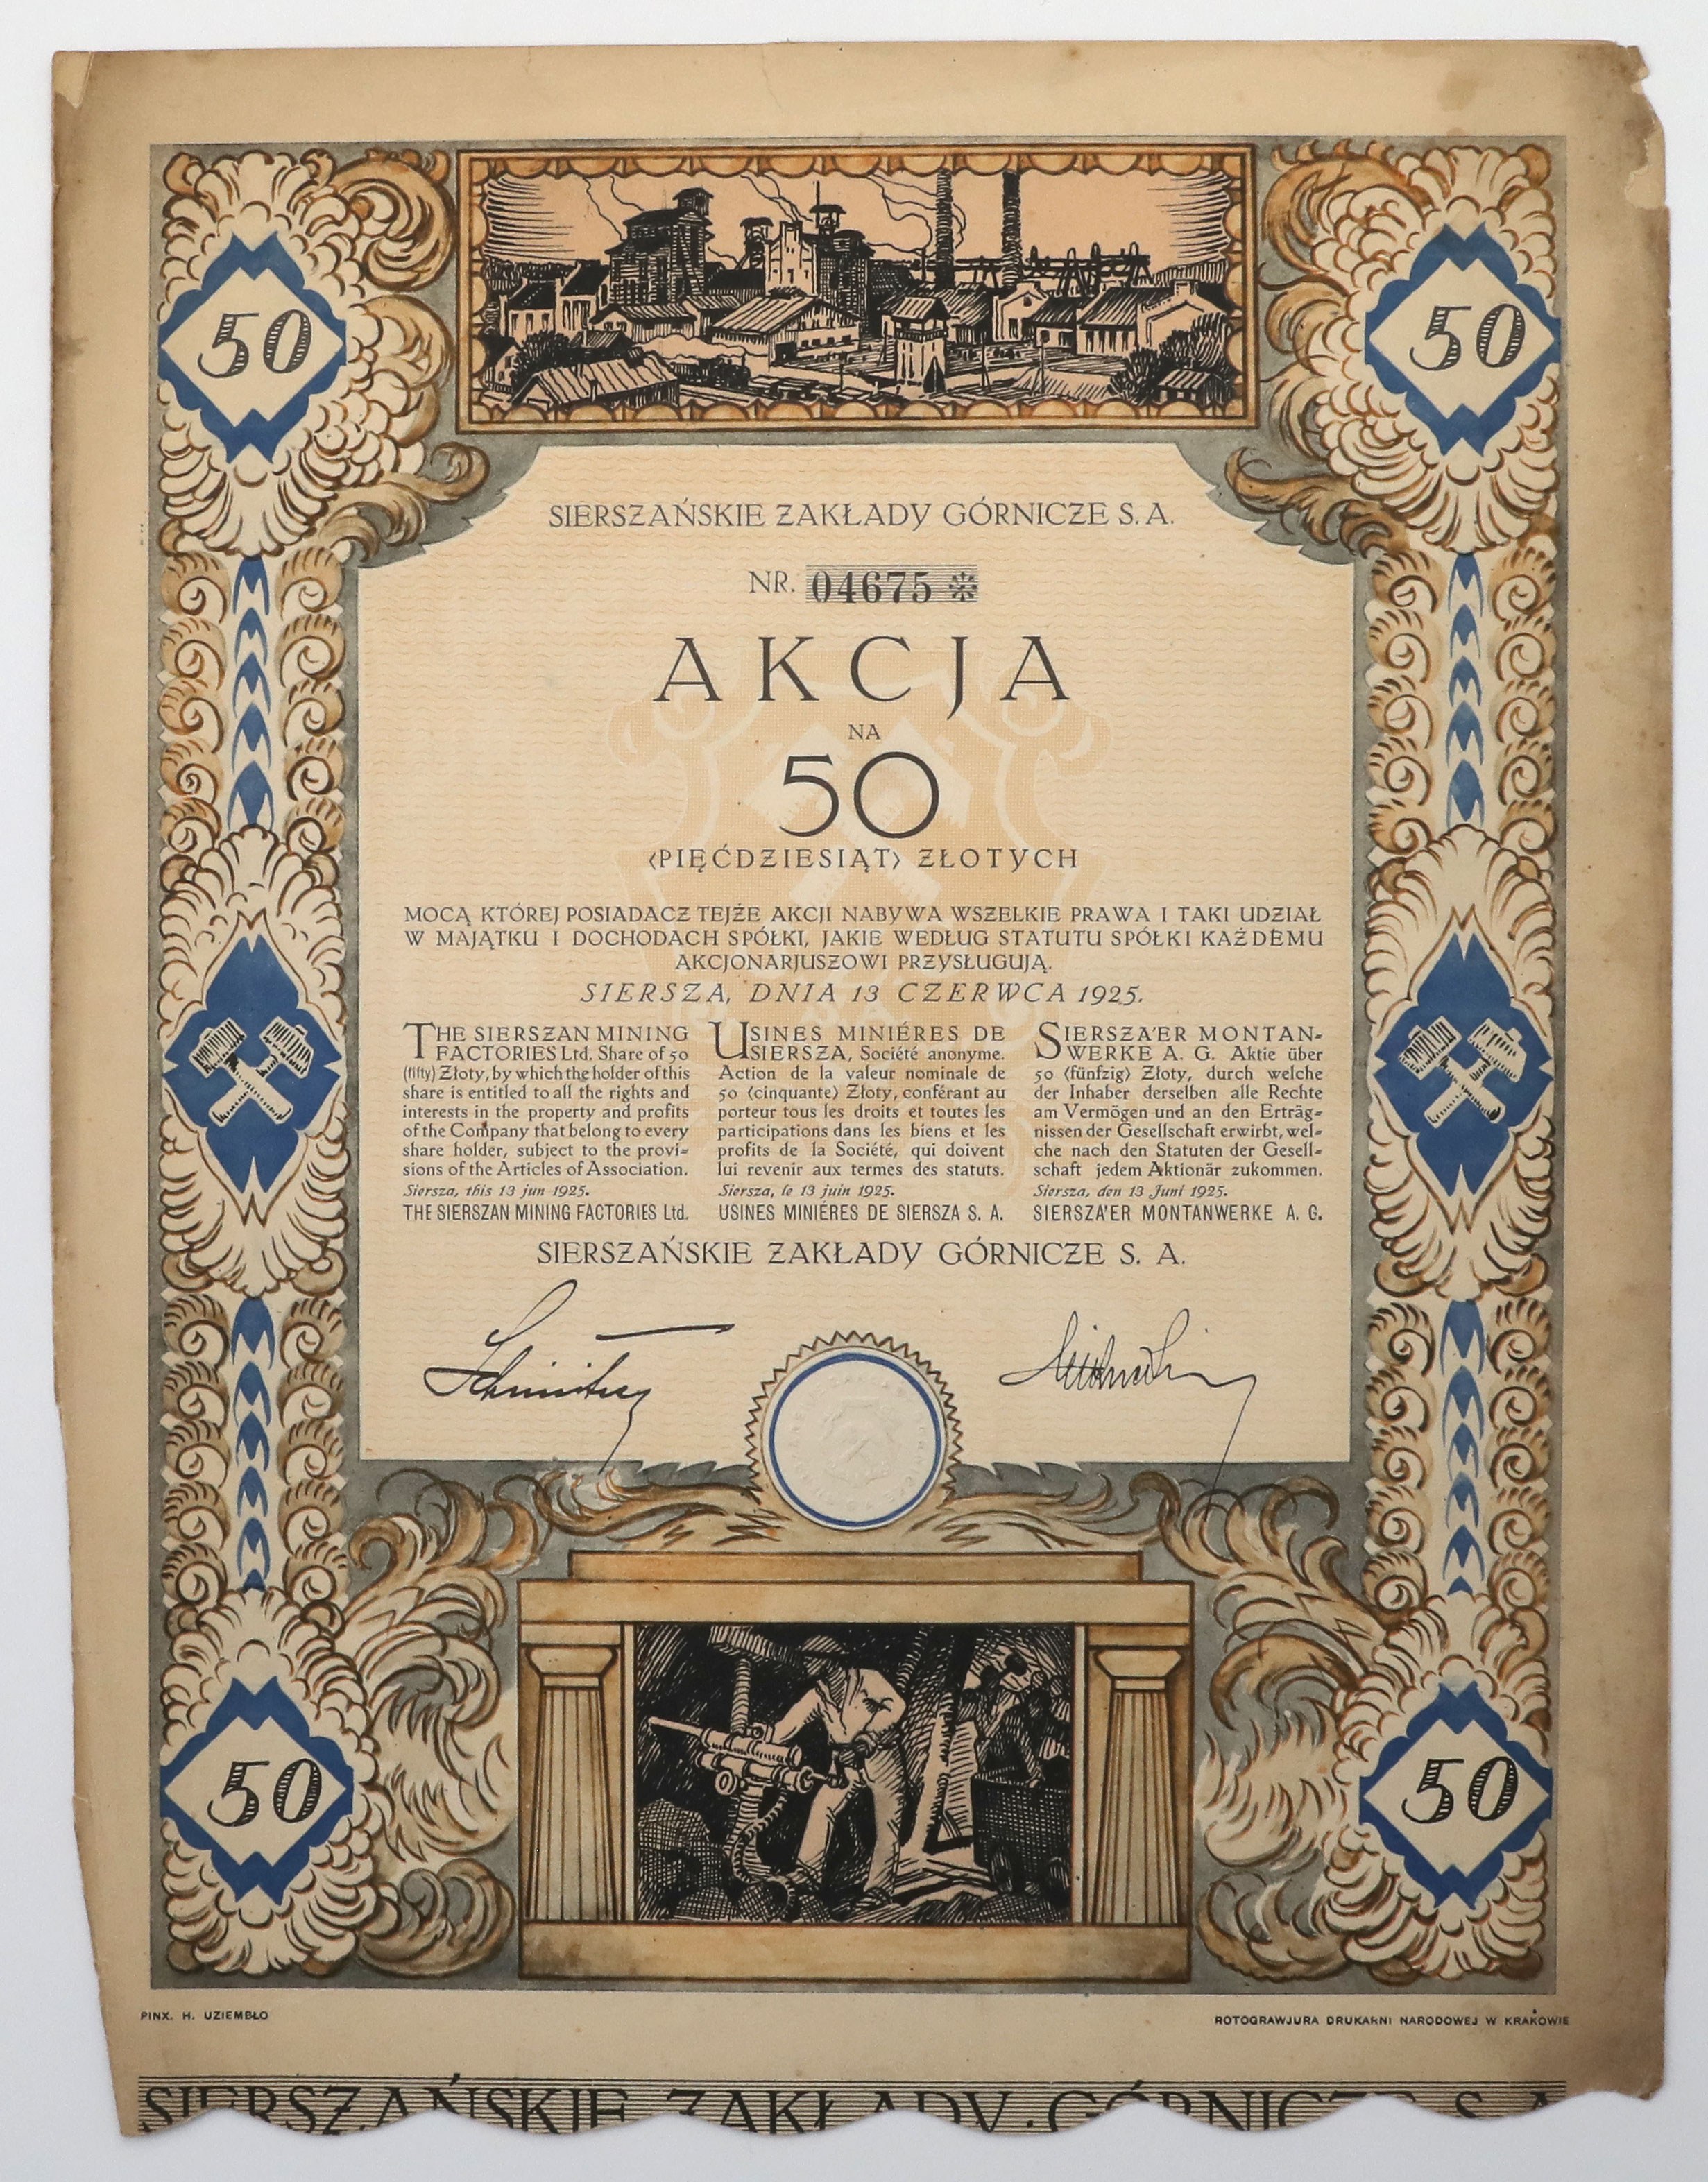 50
50
SIERSZAŃSKIE ZAKŁADY GÓRNICZE S. A.
NR. 04675 *
AKCJA
NA
50
(PIĘĆDZIESIĄT) ZŁOTYCH
MOCĄ KTÓREJ POSIADACZ TEJŻE AKCJI NABYWA WSZELKIE PRAWA I TAKI UDZIAŁ
W MAJĄTKU I DOCHODACH SPÓŁKI, JAKIE WEDŁUG STATUTU SPÓŁKI KAŻDEMU
AKCJONARJUSZOWI PRZYSŁUGUJĄ.
SIERSZA, DNIA 13 CZERWCA 1925.
THE SIERSZAN MINING
FACTORIES Ltd. Share of 50
(fifty) Złoty, by which the holder of this
share is entitled to all the rights and
interests in the property and profits
of the Company that belong to every
share holder, subject to the provi=
sions of the Articles of Association.
Siersza, this 13 jun 1925.
THE SIERSZAN MINING FACTORIES Ltd.
USINES MINIÉRES DE
SIERSZA, Société anonyme.
Action de la valeur nominale de
50 (cinquante) Złoty, conférant au
porteur tous les droits et toutes les
participations dans les biens et les
profits de la Société, qui doivent
lui revenir aux termes des statuts.
Siersza, le 13 juin 1925.
USINES MINIÉRES DE SIERSZA S. A.
SIERSZA'ER MONTAN=
WERKE A. G. Aktie über
50 (fünfzig) Złoty, durch welche
der Inhaber derselben alle Rechte
am Vermögen und an den Erträg=
nissen der Gesellschaft erwirbt, wel=
che nach den Statuten der Gesell=
schaft jedem Aktionär zukommen.
Siersza, den 13 Juni 1925.
SIERSZA'ER MONTANWERKE A. G.
SIERSZAŃSKIE ZAKŁADY GÓRNICZE S. A.
50
50
PINX. H. UZIEMBŁO
ROTOGRAWJURA DRUKARNI NARODOWEJ W KRAKOWIE
SIERSZAŃSKIE ZAKŁADY · GÓRNICZE S. A.